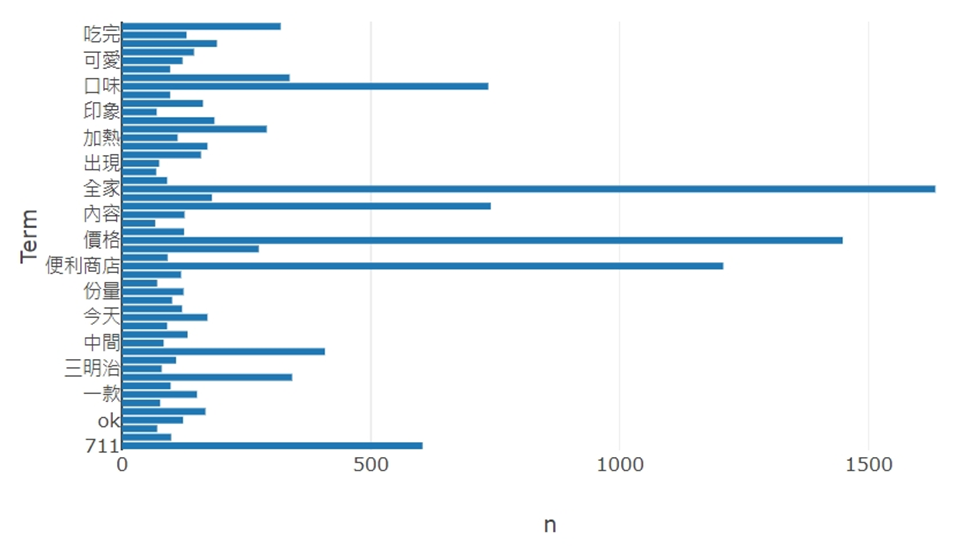 吃完
可愛
口味
印象
加熱
出現
全家
內容
價格
便利商店
份量
今天
中間
三明治
一款
ok
711
Term
0 500 1000 1500
n